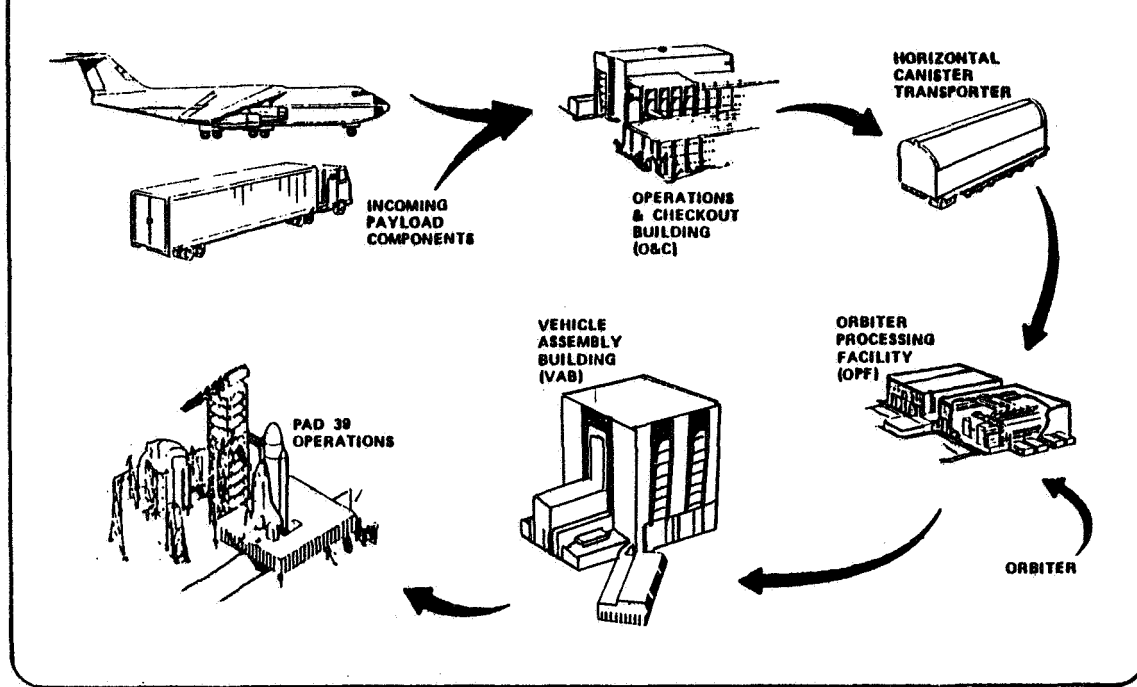 HORIZONTAL
CANISTER
TRANSPORTER
INCOMING
PAYLOAD
COMPONENTS
OPERATIONS
& CHECKOUT
BUILDING
(O&C)
VEHICLE
ASSEMBLY
BUILDING
(VAB)
ORBITER
PROCESSING
FACILITY
(OPF)
PAD 39
OPERATIONS
ORBITER